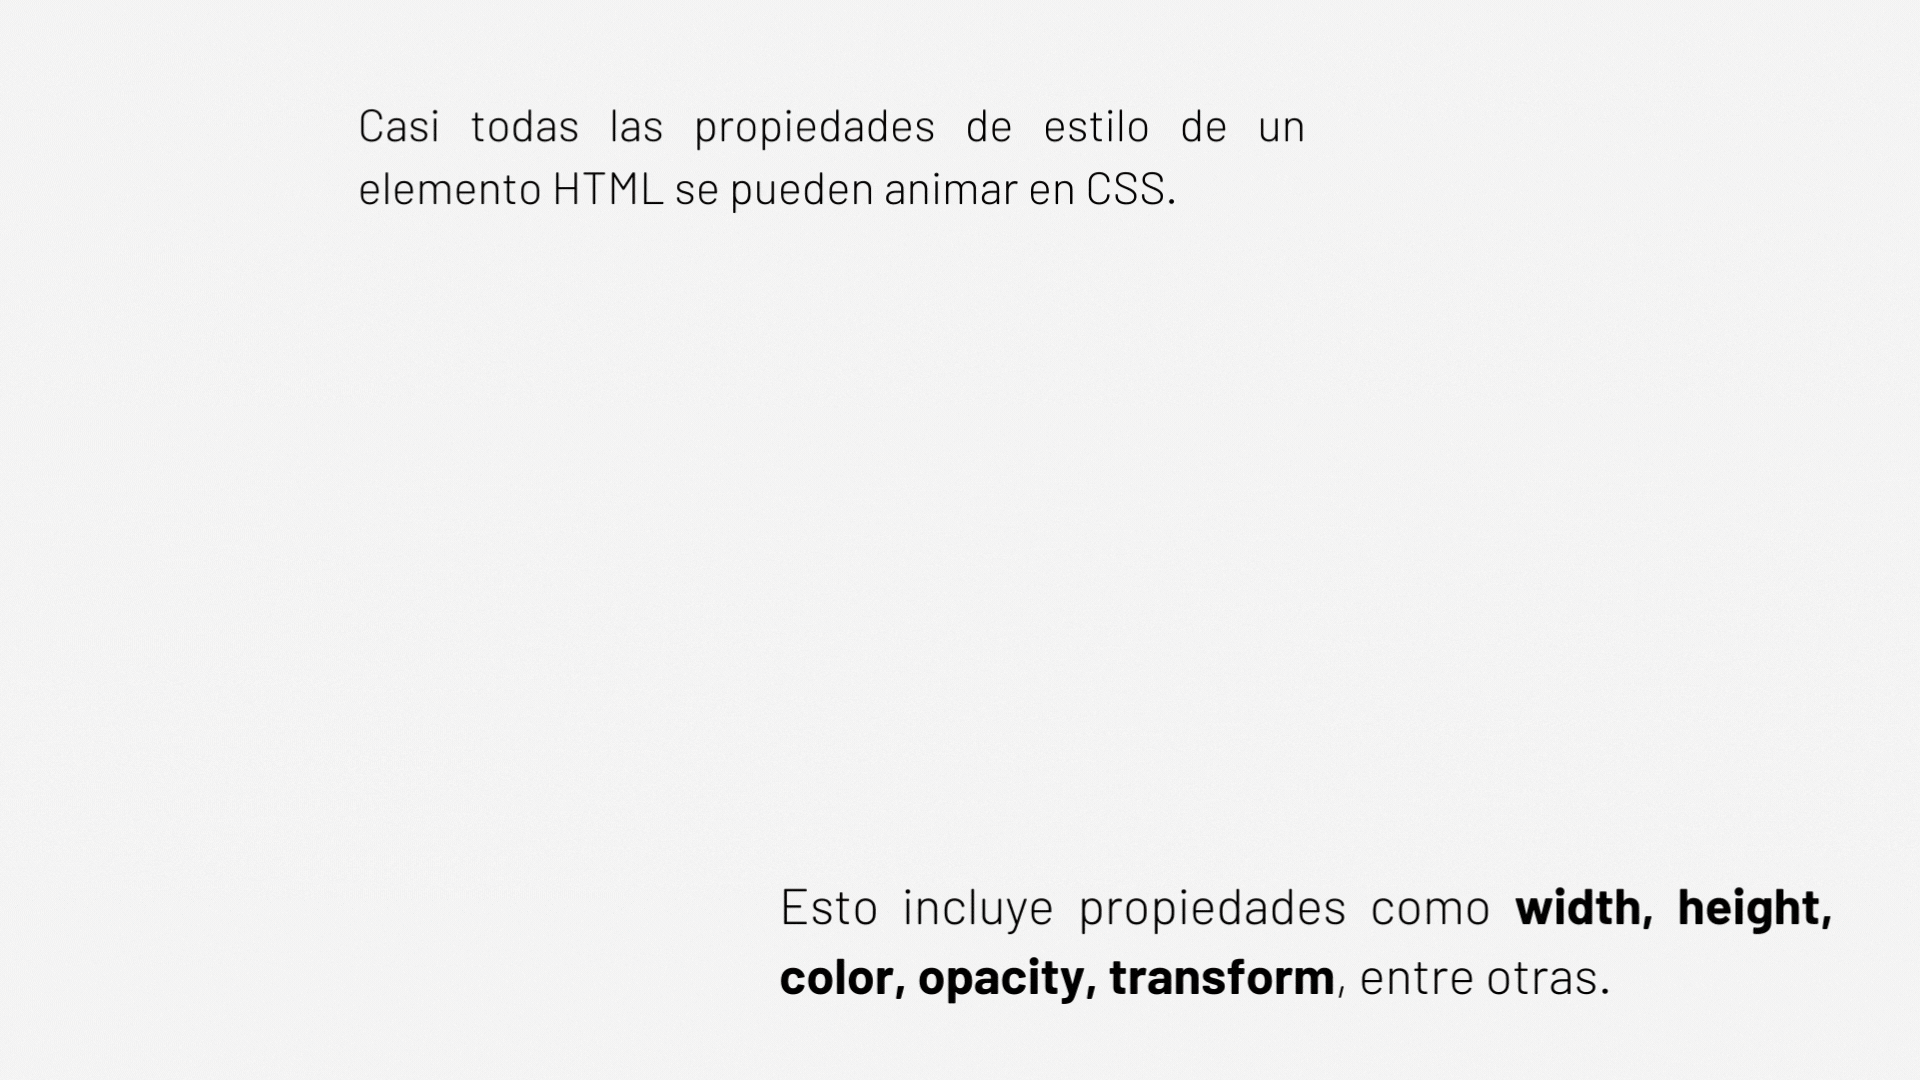 Casi todas las propiedades de estilo de un
elemento HTML se pueden animar en CSS.
Esto incluye propiedades como width, height,
color, opacity, transform, entre otras.